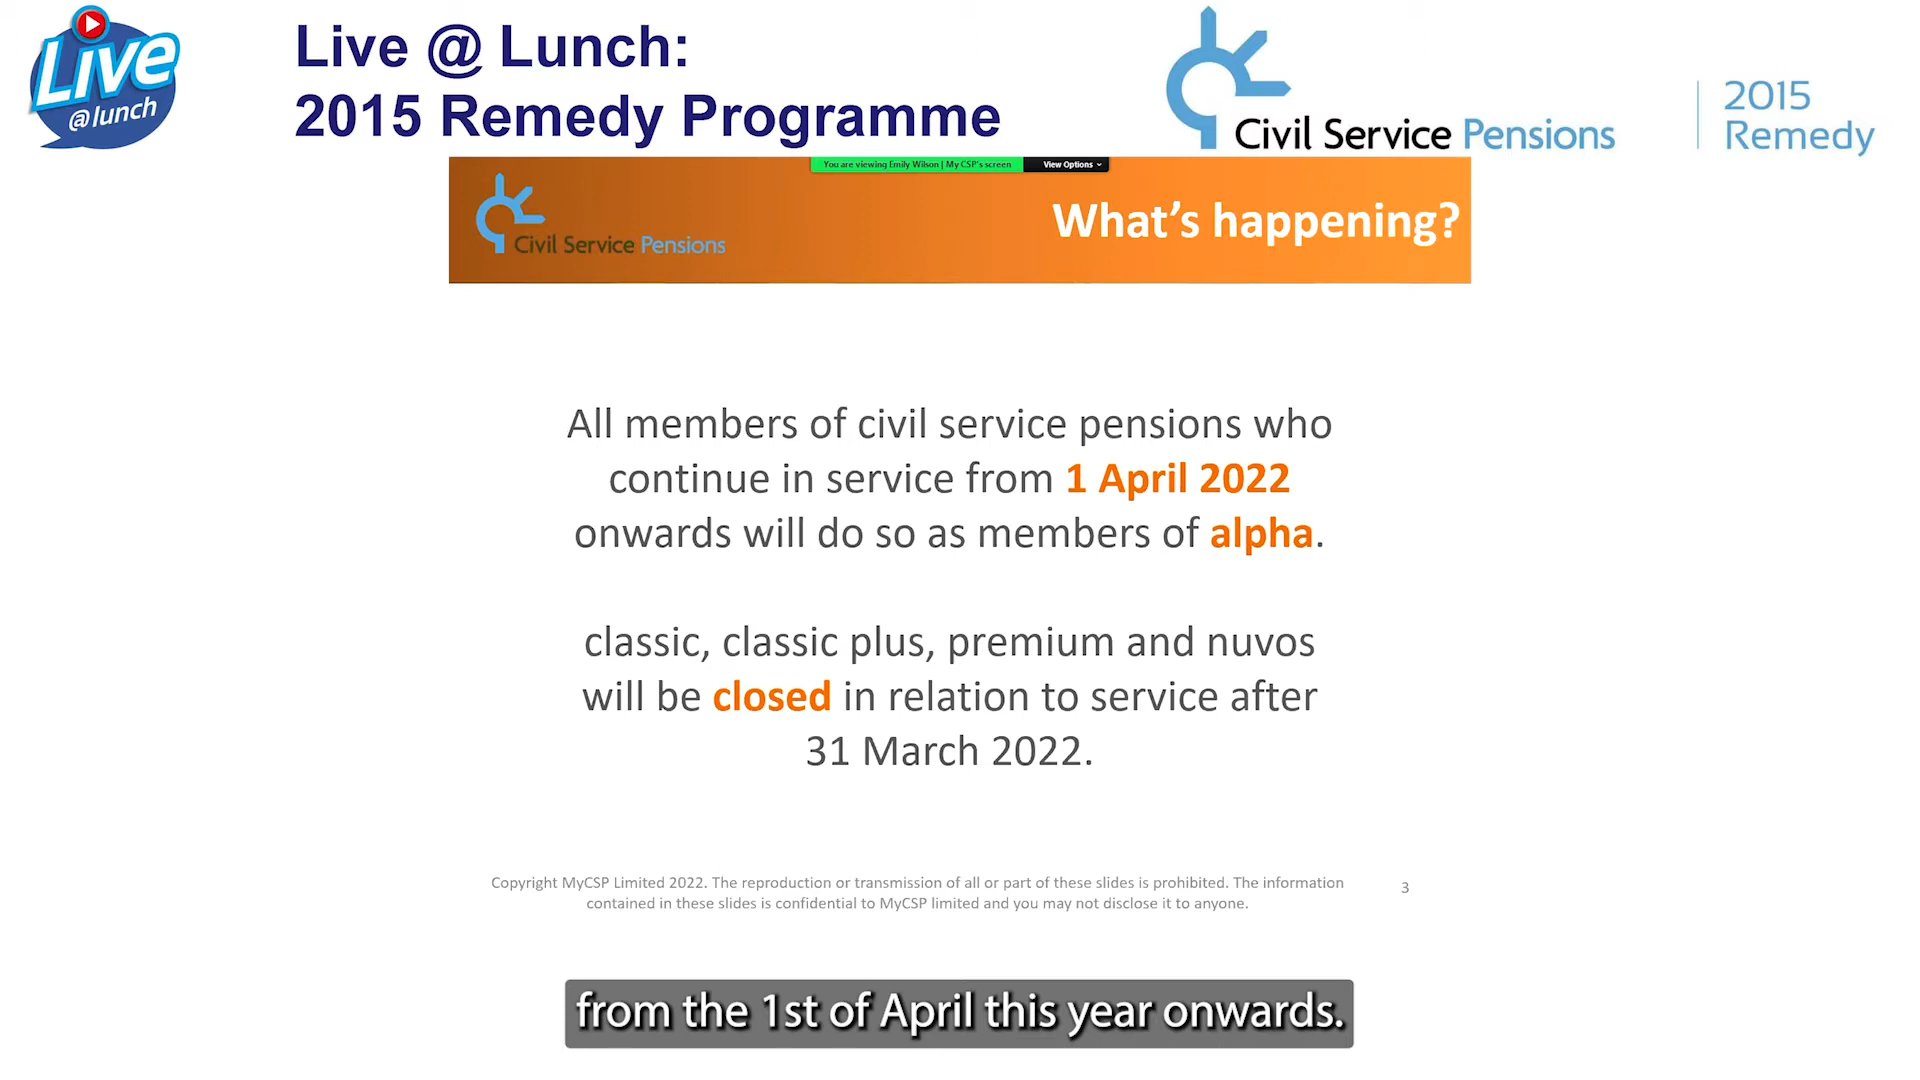 Live
@lunch
Live @ Lunch:
2015 Remedy Programme
Civil Service Pensions
2015
Remedy
You are viewing Emily Wilson | My CSP's screen
View Options
Civil Service Pensions
What's happening?
All members of civil service pensions who
continue in service from 1 April 2022
onwards will do so as members of alpha.
classic, classic plus, premium and nuvos
will be closed in relation to service after
31 March 2022.
Copyright MyCSP Limited 2022. The reproduction or transmission of all or part of these slides is prohibited. The information
contained in these slides is confidential to MyCSP limited and you may not disclose it to anyone.
3
from the 1st of April this year onwards.